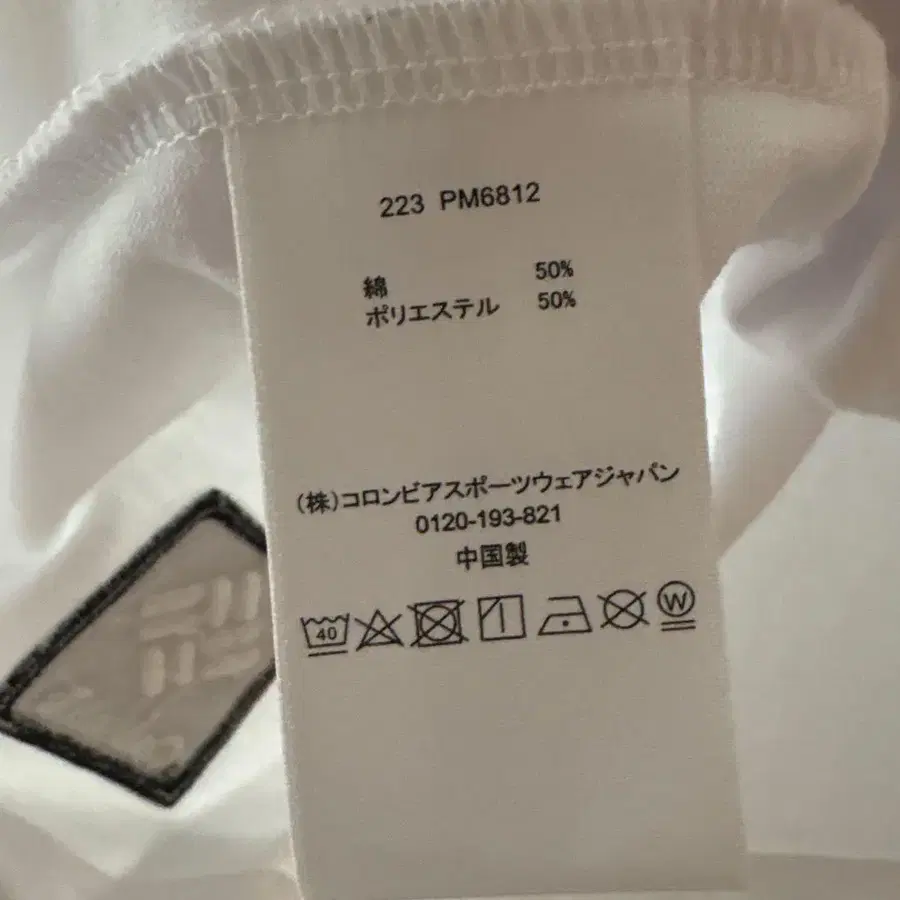 223 PM6812
綿 50%
ポリエステル 50%
(株)コロンビアスポーツウェアジャパン
0120-193-821
中国製
40 W